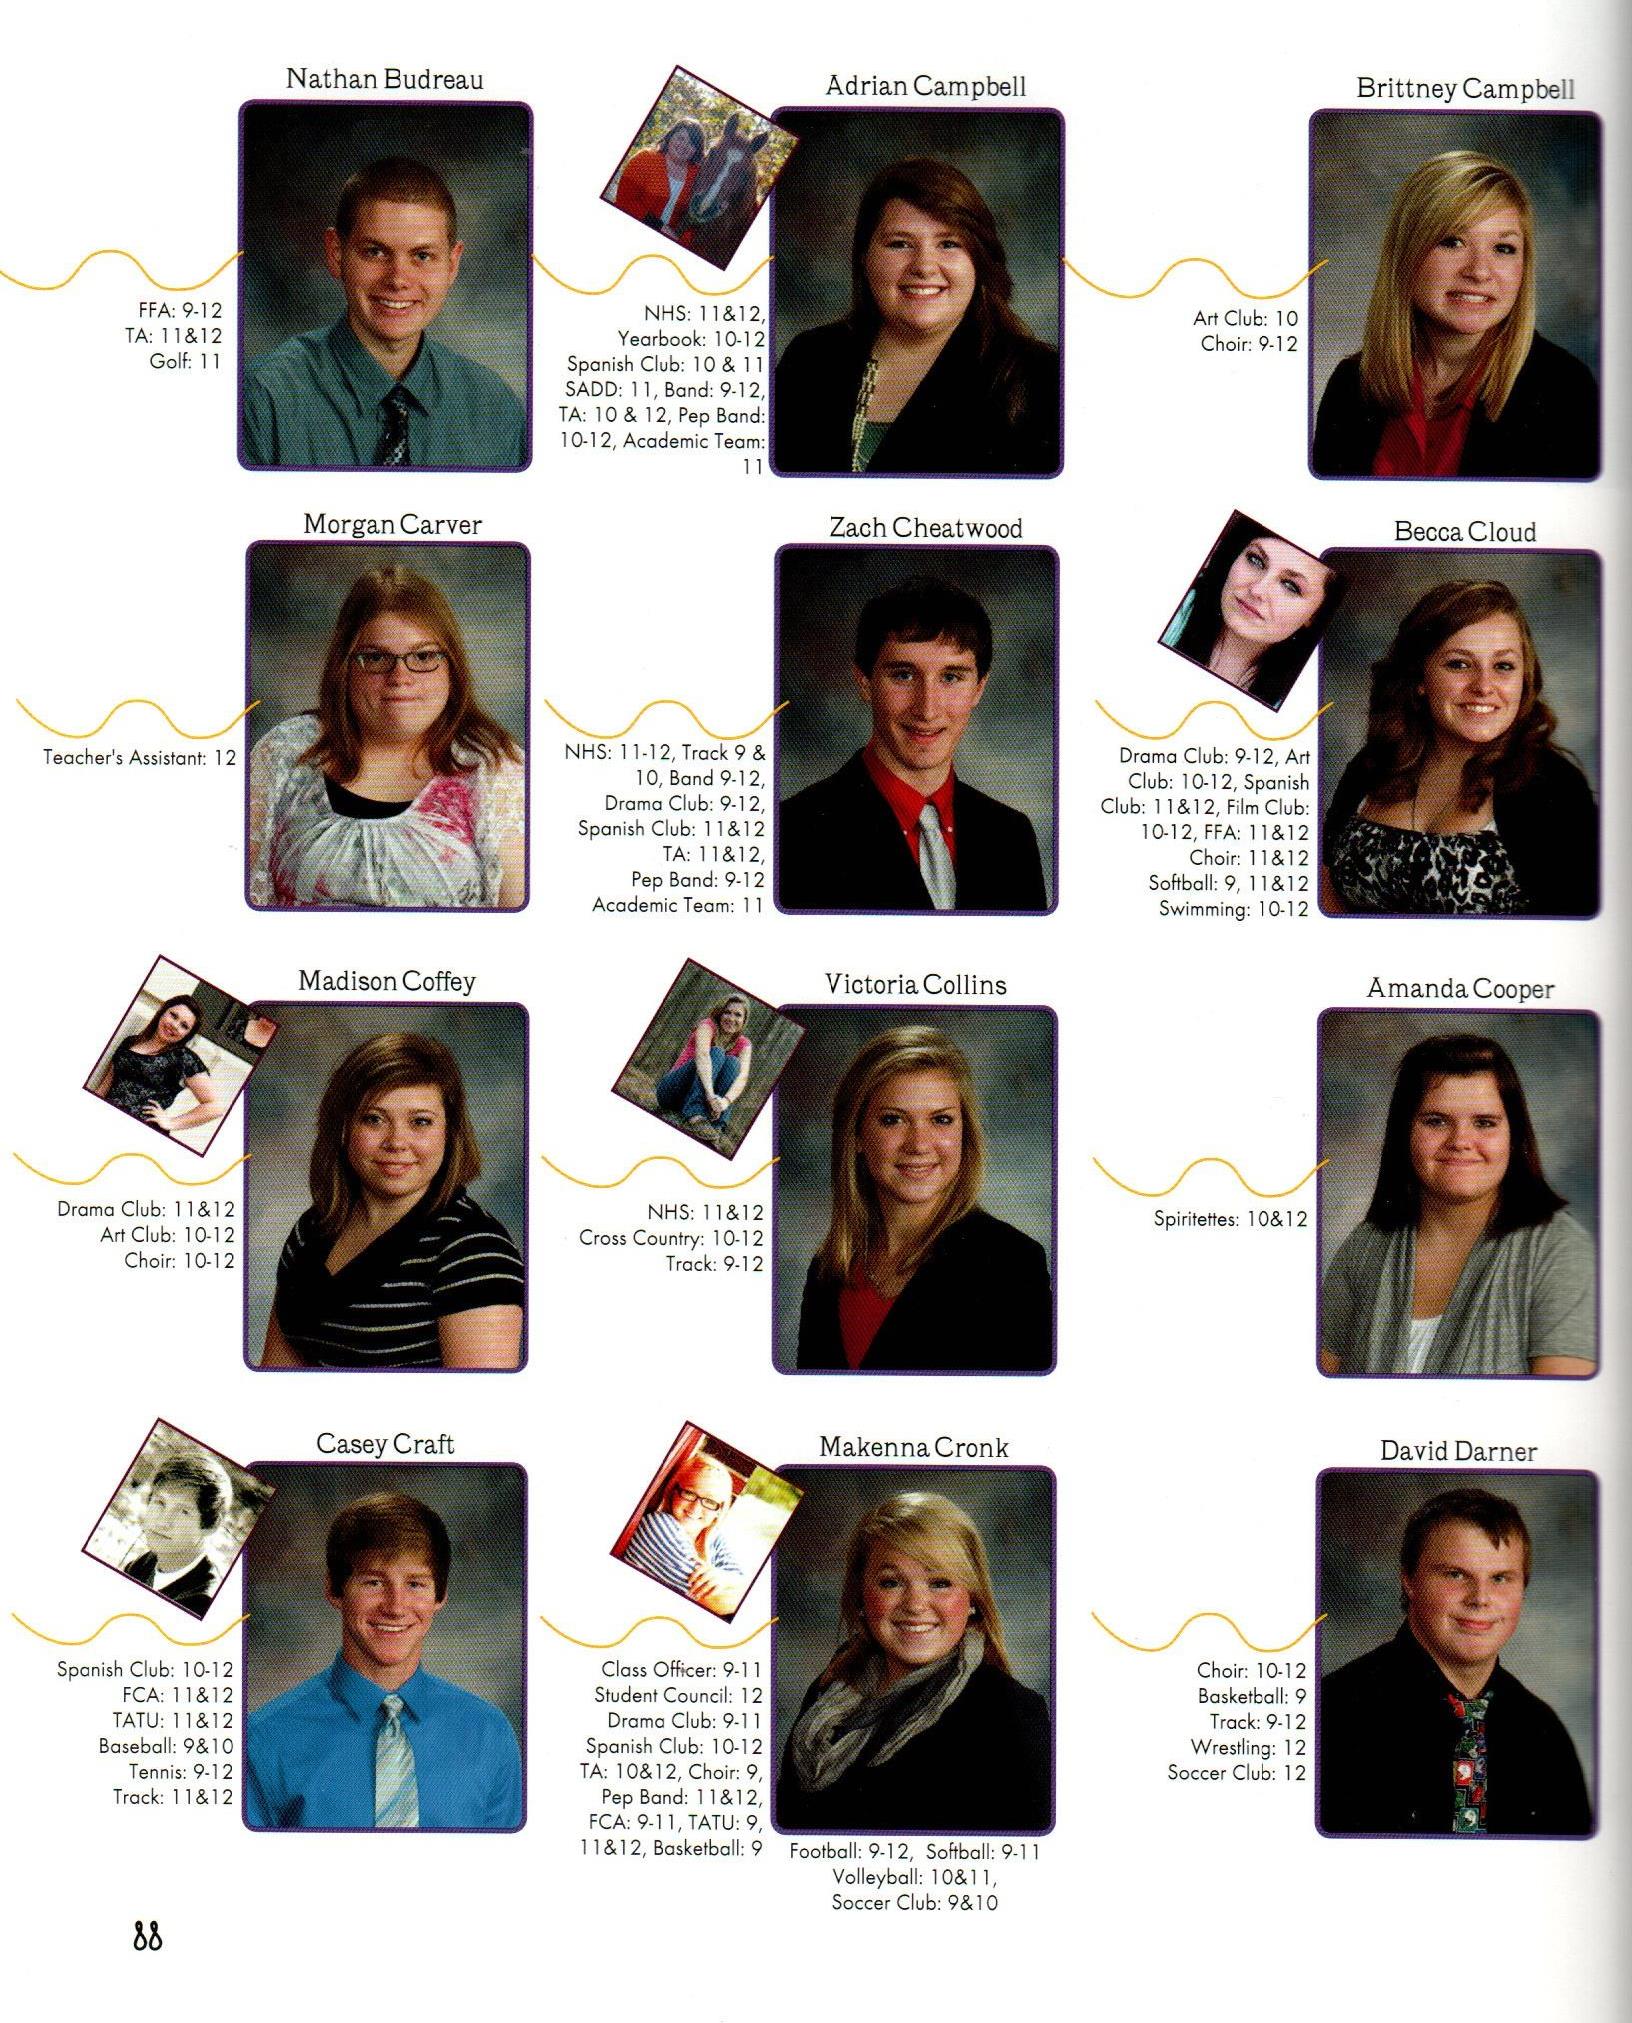 Nathan Budreau
FFA: 9-12
TA: 11&12
Golf: 11
Adrian Campbell
NHS: 11&12,
Yearbook: 10-12
Spanish Club: 10 & 11
SADD: 11, Band: 9-12,
TA: 10 & 12, Pep Band:
10-12, Academic Team:
11
Brittney Campbell
Art Club: 10
Choir: 9-12
Morgan Carver
Teacher's Assistant: 12
Zach Cheatwood
NHS: 11-12, Track 9 &
10, Band 9-12,
Drama Club: 9-12,
Spanish Club: 11&12
TA: 11&12,
Pep Band: 9-12
Academic Team: 11
Becca Cloud
Drama Club: 9-12, Art
Club: 10-12, Spanish
Club: 11&12, Film Club:
10-12, FFA: 11&12
Choir: 11&12
Softball: 9, 11&12
Swimming: 10-12
Madison Coffey
Drama Club: 11&12
Art Club: 10-12
Choir: 10-12
Victoria Collins
NHS: 11&12
Cross Country: 10-12
Track: 9-12
Amanda Cooper
Spiritettes: 10&12
Casey Craft
Spanish Club: 10-12
FCA: 11&12
TATU: 11&12
Baseball: 9&10
Tennis: 9-12
Track: 11&12
Makenna Cronk
Class Officer: 9-11
Student Council: 12
Drama Club: 9-11
Spanish Club: 10-12
TA: 10&12, Choir: 9,
Pep Band: 11&12,
FCA: 9-11, TATU: 9,
11&12, Basketball: 9
Football: 9-12, Softball: 9-11
Volleyball: 10&11,
Soccer Club: 9&10
David Darner
Choir: 10-12
Basketball: 9
Track: 9-12
Wrestling: 12
Soccer Club: 12
88